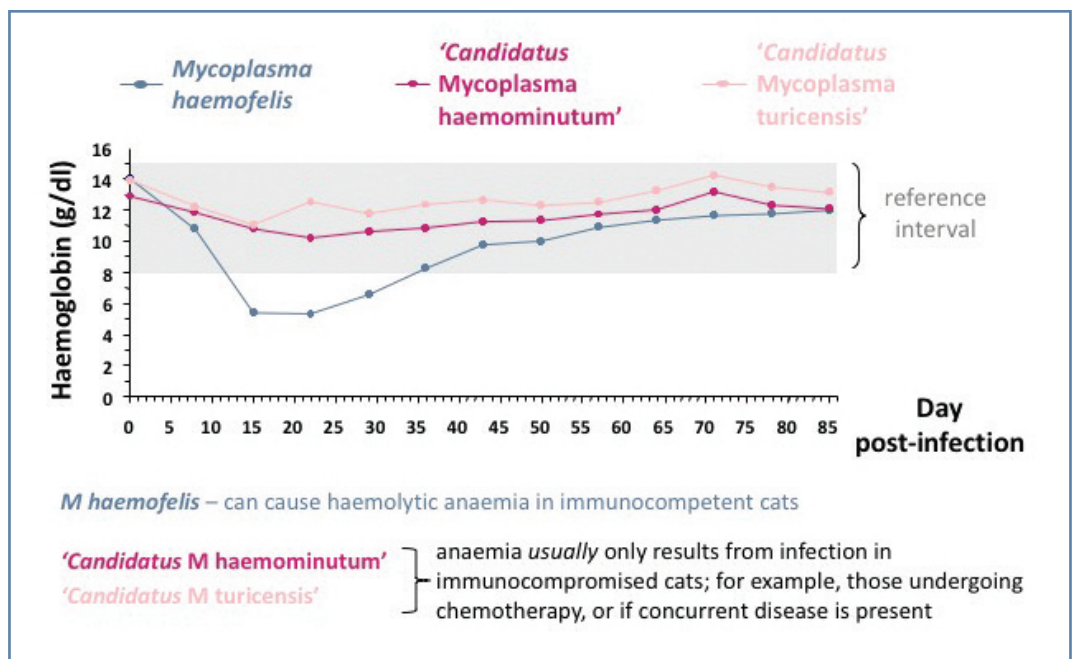 Mycoplasma
haemofelis
‘Candidatus
Mycoplasma
haemominutum’
‘Candidatus
Mycoplasma
turicensis’
Haemoglobin (g/dl)
16
14
12
10
8
6
4
2
0
reference
interval
0 5 10 15 20 22 25 30 35 40 45 50 55 60 65 70 75 80 85
Day
post-infection
M haemofelis – can cause haemolytic anaemia in immunocompetent cats
‘Candidatus M haemominutum’
‘Candidatus M turicensis’
anaemia usually only results from infection in
immunocompromised cats; for example, those undergoing
chemotherapy, or if concurrent disease is present